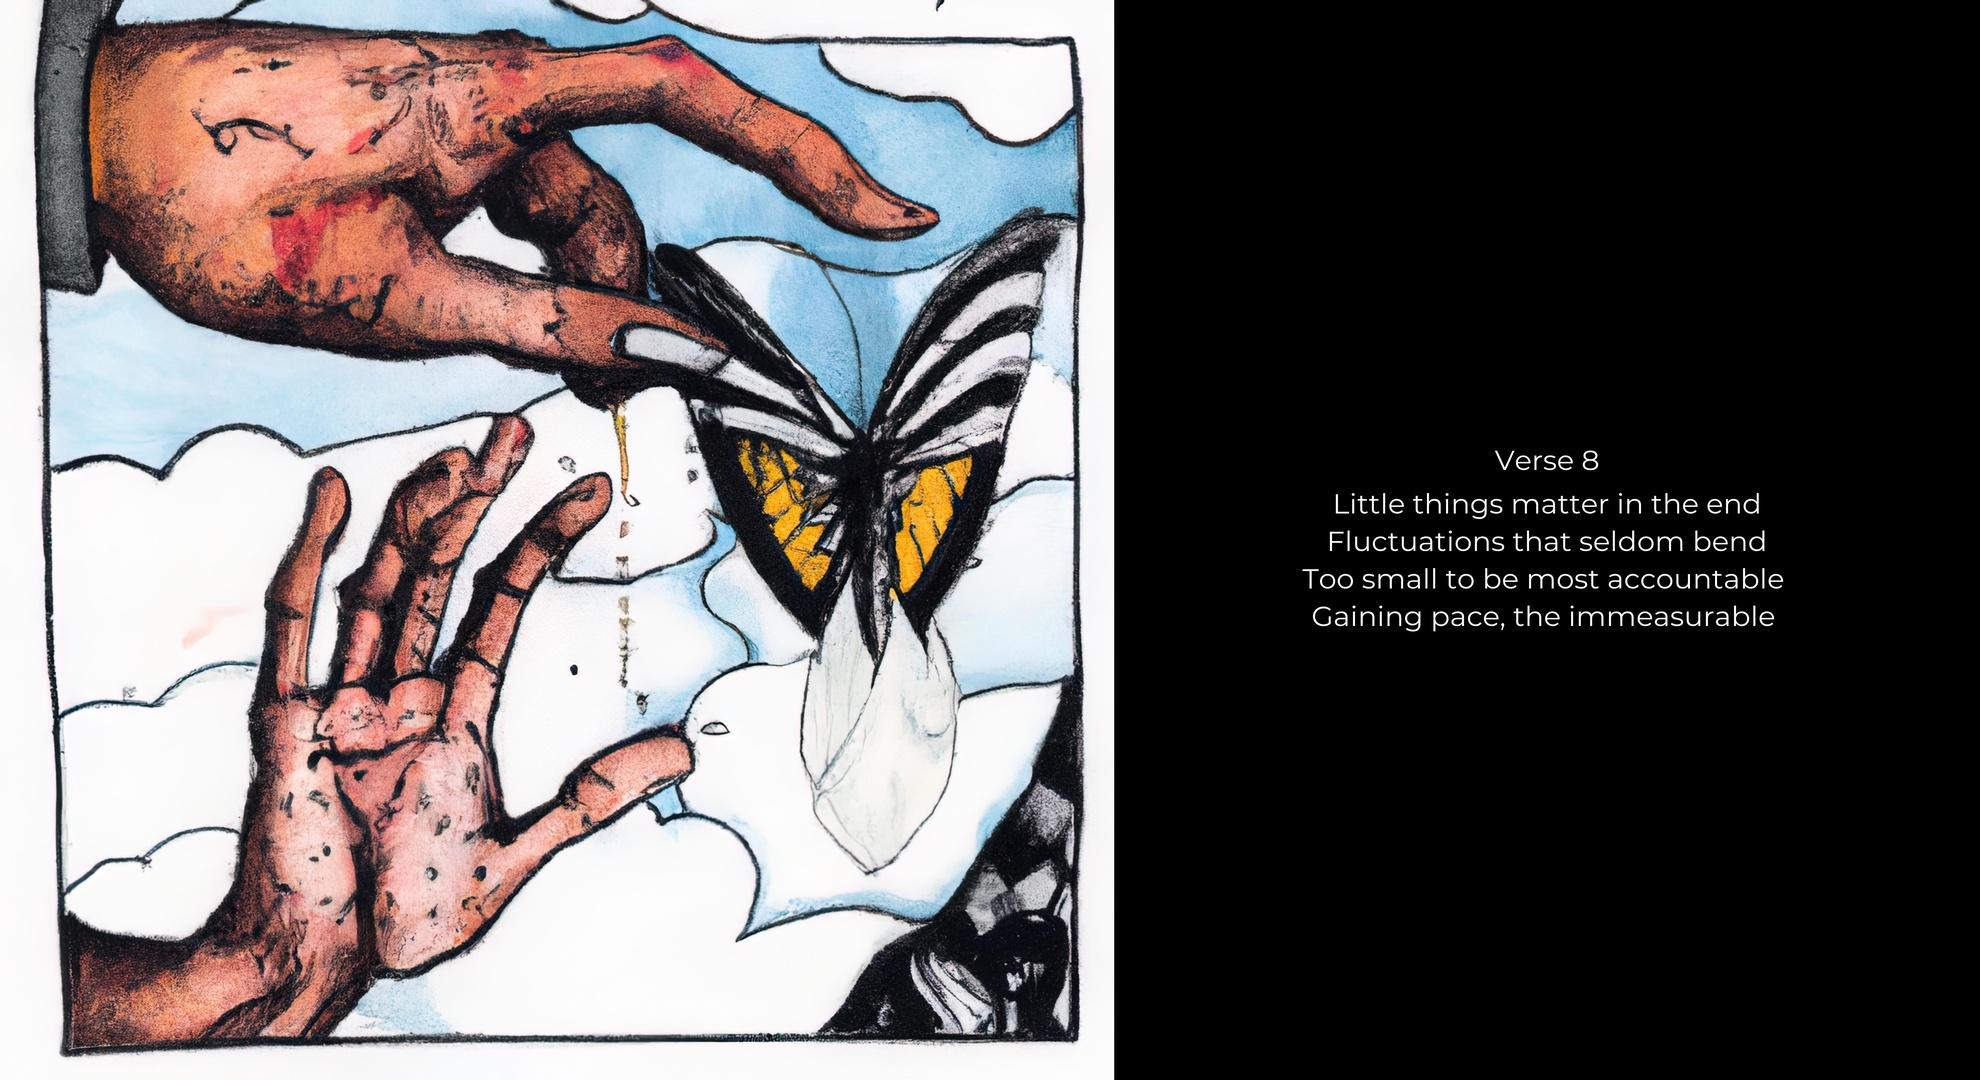 Verse 8
Little things matter in the end
Fluctuations that seldom bend
Too small to be most accountable
Gaining pace, the immeasurable